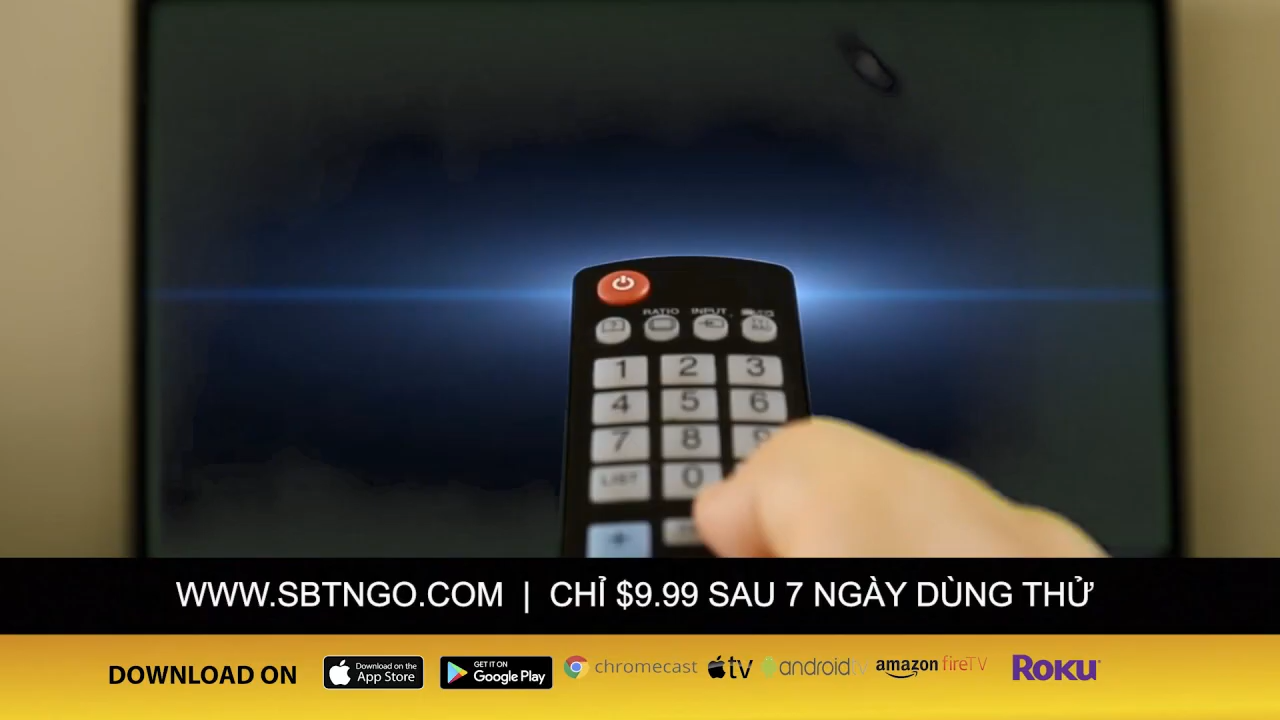 RATIO INPUT
1 2 3
4 5 6
7 8 9
LIST 0
WWW.SBTNGO.COM | CHỈ $9.99 SAU 7 NGÀY DÙNG THỬ
DOWNLOAD ON
Download on the
App Store
GET IT ON
Google Play
chromecast
tv
androidtv
amazon fireTV
Roku